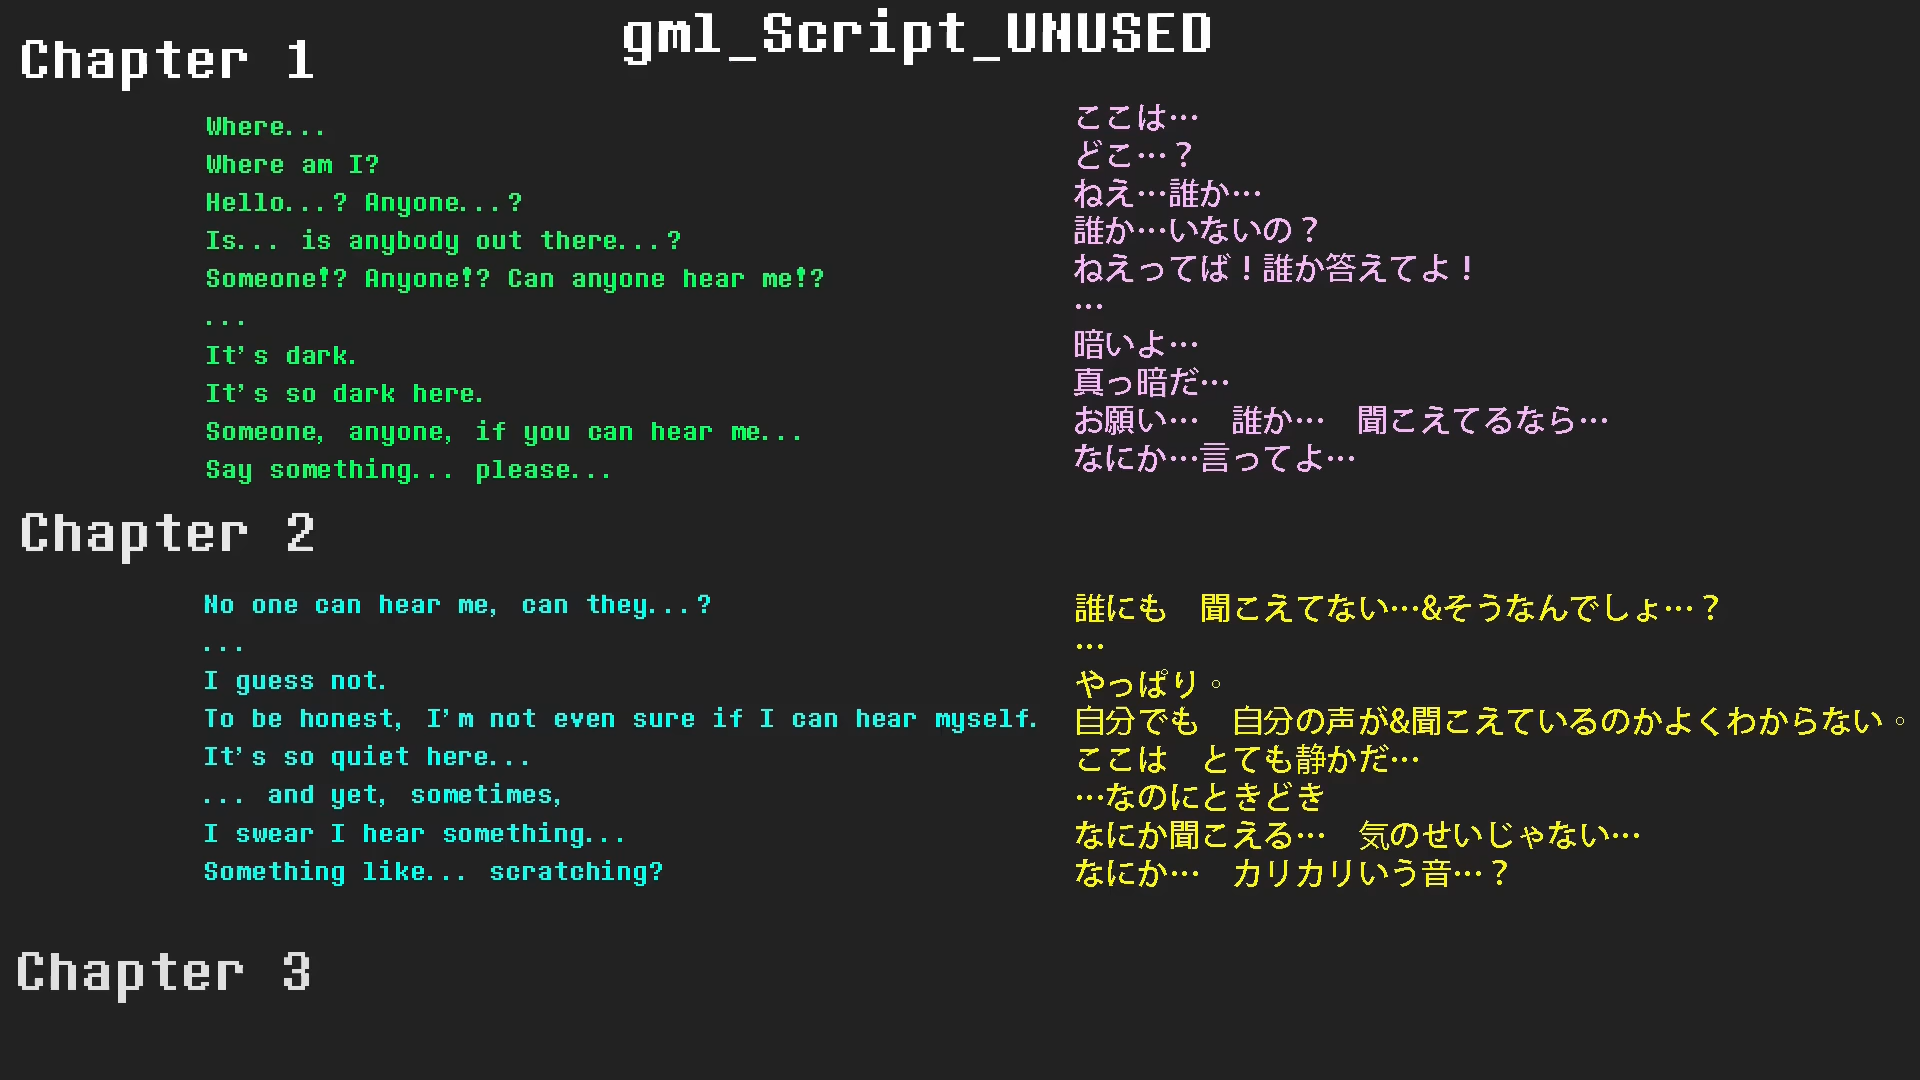 gml_Script_UNUSED
Chapter 1
Where...
Where am I?
Hello...? Anyone...?
Is... is anybody out there...?
Someone!? Anyone!? Can anyone hear me!?
...
It's dark.
It's so dark here.
Someone, anyone, if you can hear me...
Say something... please...
ここは…
どこ…？
ねえ…誰か…
誰か…いないの？
ねえってば！誰か答えてよ！
…
暗いよ…
真っ暗だ…
お願い…　誰か…　聞こえてるなら…
なにか…言ってよ…
Chapter 2
No one can hear me, can they...?
...
I guess not.
To be honest, I'm not even sure if I can hear myself.
It's so quiet here...
... and yet, sometimes,
I swear I hear something...
Something like... scratching?
誰にも　聞こえてない…&そうなんでしょ…？
…
やっぱり。
自分でも　自分の声が&聞こえているのかよくわからない。
ここは　とても静かだ…
…なのにときどき
なにか聞こえる…　気のせいじゃない…
なにか…　カリカリいう音…？
Chapter 3